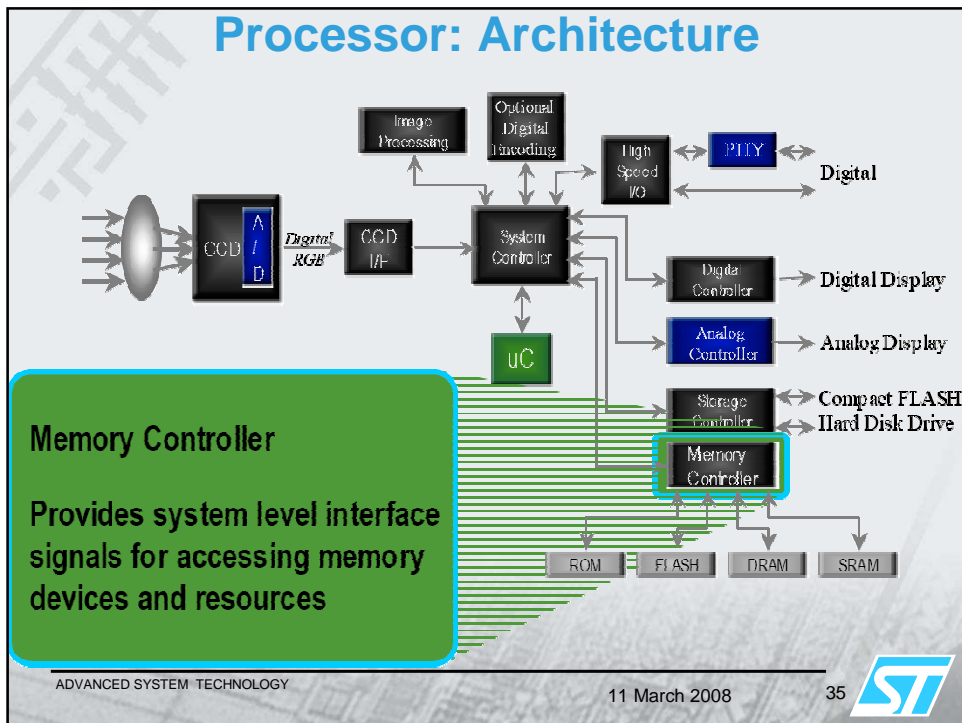 Processor: Architecture
Image
Processing
Optional
Digital
Encoding
High
Speed
I/O
PHY
Digital
CCD
A
/
D
Digital
RGB
CCD
I/F
System
Controller
Digital
Controller
Digital Display
Analog
Controller
Analog Display
uC
Storage
Controller
Compact FLASH
Hard Disk Drive
Memory
Controller
Memory Controller
Provides system level interface
signals for accessing memory
devices and resources
ROM
FLASH
DRAM
SRAM
ADVANCED SYSTEM TECHNOLOGY
11 March 2008
35
ST